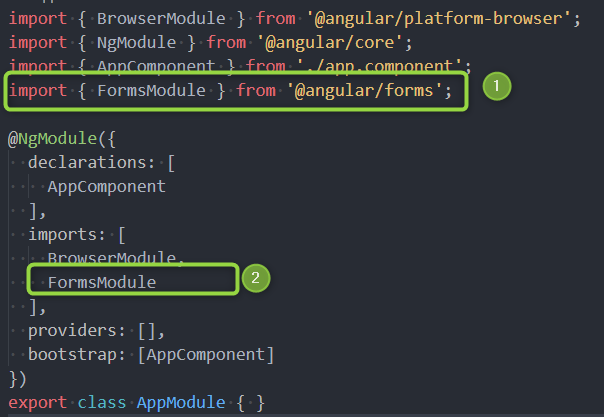 import { BrowserModule } from '@angular/platform-browser';
import { NgModule } from '@angular/core';
import { AppComponent } from './app.component';
import { FormsModule } from '@angular/forms';
1
@NgModule({
declarations: [
AppComponent
],
imports: [
BrowserModule,
FormsModule
2
],
providers: [],
bootstrap: [AppComponent]
})
export class AppModule { }